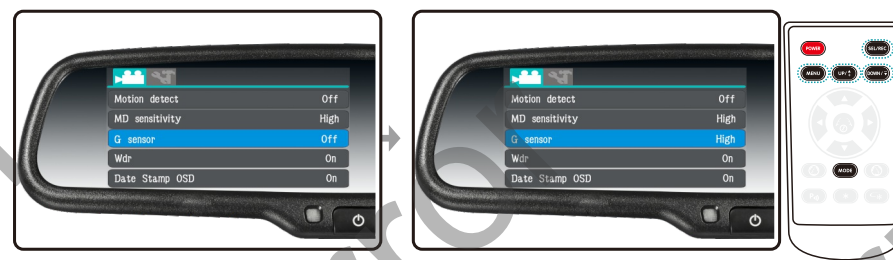 Motion detect Off
MD sensitivity High
G sensor Off
Wdr On
Date Stamp OSD On
Motion detect Off
MD sensitivity High
G sensor High
Wdr On
Date Stamp OSD On
POWER SEL/REC
MENU UP/ DOWN/
MODE